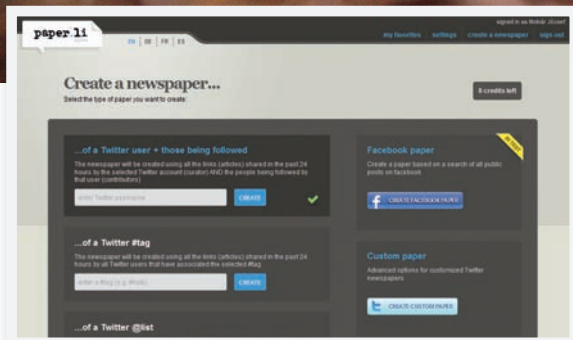 signed in as Molnár József
paper.li
EN | DE | FR | ES
my favorites
settings
create a newspaper
sign out
Create a newspaper...
Select the type of paper you want to create:
8 credits left
...of a Twitter user + those being followed
The newspaper will be created using all the links (articles) shared in the past 24
hours by the selected Twitter account (curator) AND the people being followed by
that user (contributors)
enter Twitter username
CREATE
...of a Twitter #tag
The newspaper will be created using all the links (articles) shared in the past 24
hours by all Twitter users that have associated the selected #tag
enter a #tag (e.g. #tools)
CREATE
...of a Twitter @list
Facebook paper
Create a paper based on a search of all public
posts on facebook
CREATE FACEBOOK PAPER
Custom paper
Advanced options for customized Twitter
newspapers
CREATE CUSTOM PAPER